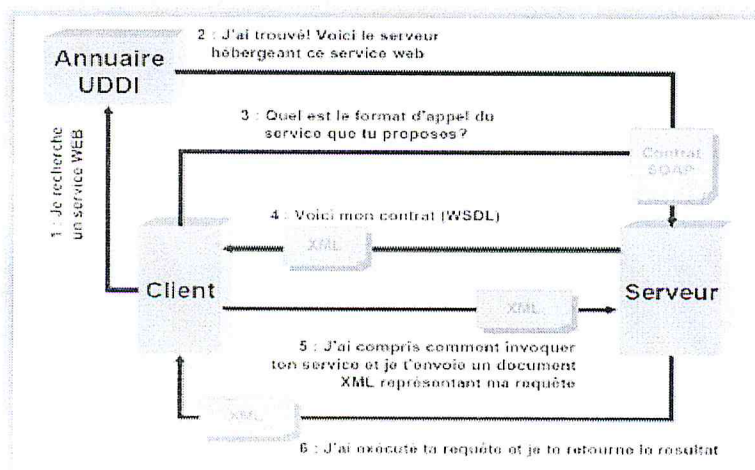 Annuaire
UDDI
2 : J'ai trouvé! Voici le serveur
hébergeant ce service web
3 : Quel est le format d'appel du
service que tu proposes?
Contrat
SOAP
1 : Je recherche
un service WEB
4 : Voici mon contrat (WSDL)
XML
Client
Serveur
XML
5 : J'ai compris comment invoquer
ton service et je t'envoie un document
XML représentant ma requête
XML
6 : J'ai exécuté ta requête et je te retourne le résultat